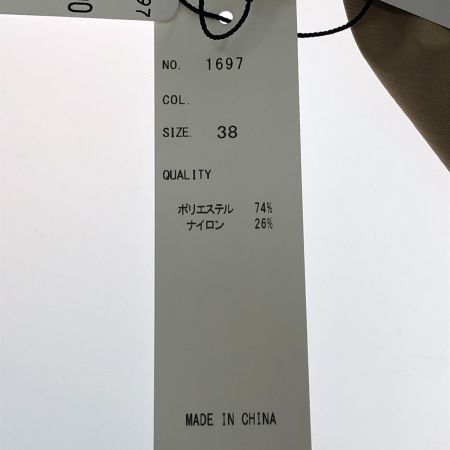 NO. 1697
COL.
SIZE. 38
QUALITY
ポリエステル 74%
ナイロン 26%
MADE IN CHINA